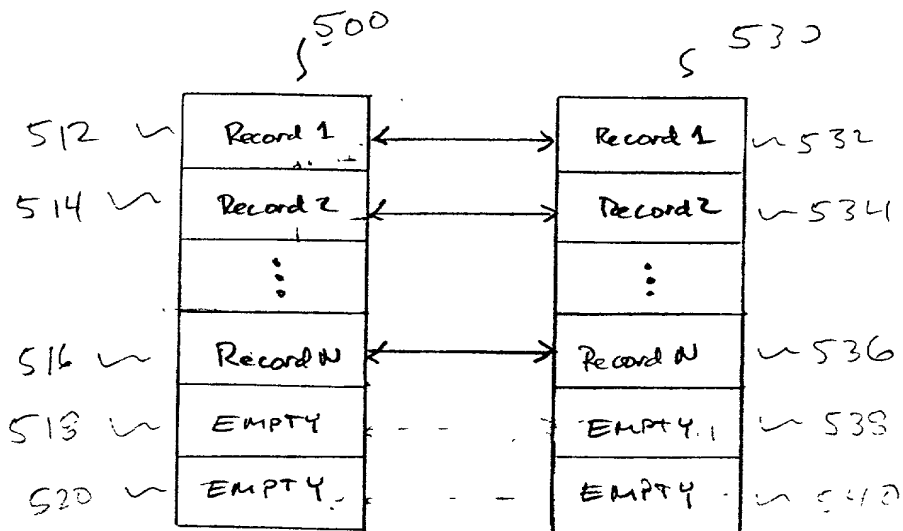 500 530
512 Record 1 Record 1 532
514 Record 2 Record 2 534
516 Record N Record N 536
518 EMPTY EMPTY 538
520 EMPTY EMPTY 540